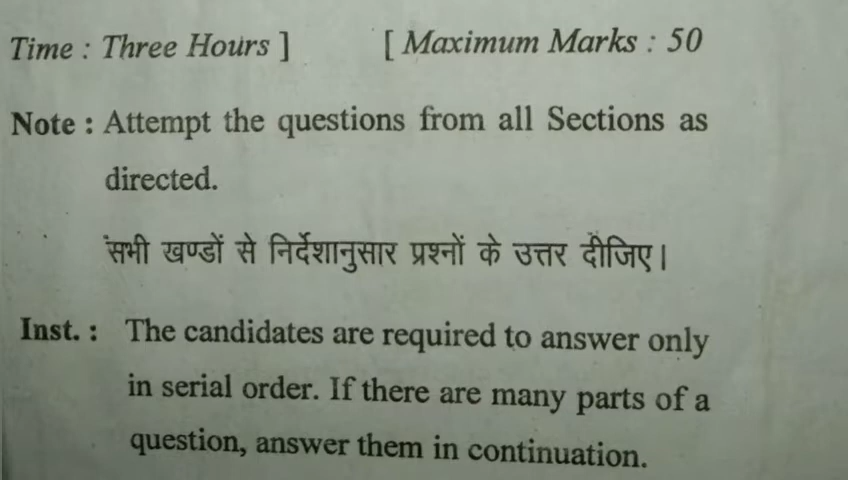 Time : Three Hours ] [ Maximum Marks : 50
Note : Attempt the questions from all Sections as
directed.
सभी खण्डों से निर्देशानुसार प्रश्नों के उत्तर दीजिए।
Inst. : The candidates are required to answer only
in serial order. If there are many parts of a
question, answer them in continuation.